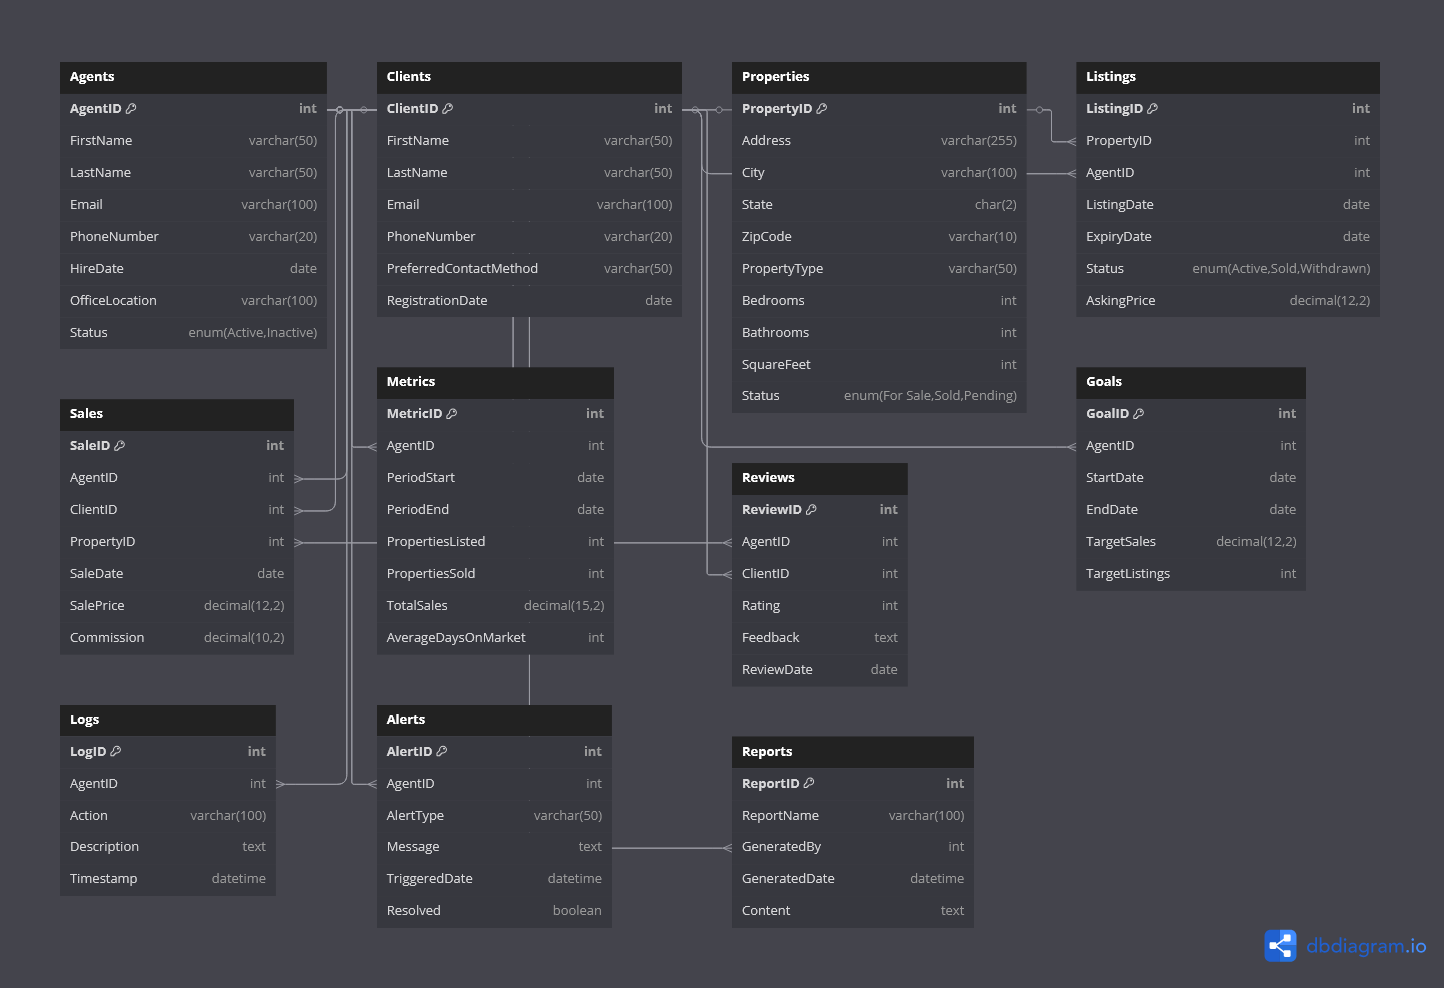 Agents
AgentID int
FirstName varchar(50)
LastName varchar(50)
Email varchar(100)
PhoneNumber varchar(20)
HireDate date
OfficeLocation varchar(100)
Status enum(Active,Inactive)
Clients
ClientID int
FirstName varchar(50)
LastName varchar(50)
Email varchar(100)
PhoneNumber varchar(20)
PreferredContactMethod varchar(50)
RegistrationDate date
Properties
PropertyID int
Address varchar(255)
City varchar(100)
State char(2)
ZipCode varchar(10)
PropertyType varchar(50)
Bedrooms int
Bathrooms int
SquareFeet int
Status enum(For Sale,Sold,Pending)
Listings
ListingID int
PropertyID int
AgentID int
ListingDate date
ExpiryDate date
Status enum(Active,Sold,Withdrawn)
AskingPrice decimal(12,2)
Sales
SaleID int
AgentID int
ClientID int
PropertyID int
SaleDate date
SalePrice decimal(12,2)
Commission decimal(10,2)
Metrics
MetricID int
AgentID int
PeriodStart date
PeriodEnd date
PropertiesListed int
PropertiesSold int
TotalSales decimal(15,2)
AverageDaysOnMarket int
Reviews
ReviewID int
AgentID int
ClientID int
Rating int
Feedback text
ReviewDate date
Goals
GoalID int
AgentID int
StartDate date
EndDate date
TargetSales decimal(12,2)
TargetListings int
Logs
LogID int
AgentID int
Action varchar(100)
Description text
Timestamp datetime
Alerts
AlertID int
AgentID int
AlertType varchar(50)
Message text
TriggeredDate datetime
Resolved boolean
Reports
ReportID int
ReportName varchar(100)
GeneratedBy int
GeneratedDate datetime
Content text
dbdiagram.io